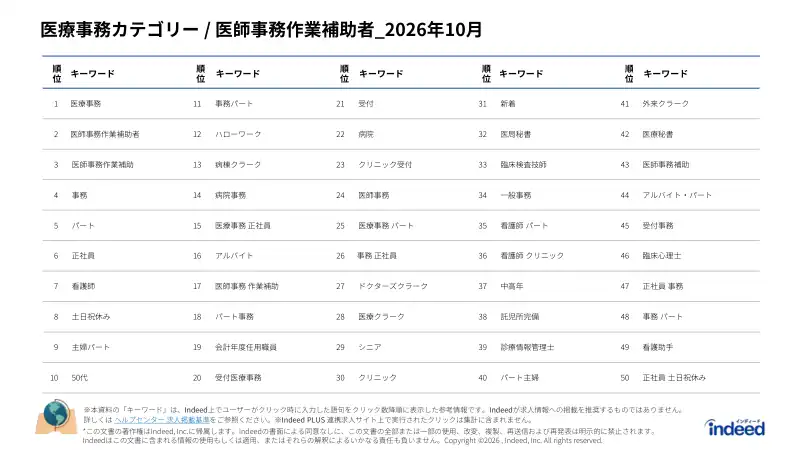 医療事務カテゴリー / 医師事務作業補助者_2026年10月
順位 キーワード 順位 キーワード 順位 キーワード 順位 キーワード 順位 キーワード
1 医療事務 11 事務パート 21 受付 31 新着 41 外来クラーク
2 医師事務作業補助者 12 ハローワーク 22 病院 32 医局秘書 42 医療秘書
3 医師事務作業補助 13 病棟クラーク 23 クリニック受付 33 臨床検査技師 43 医師事務補助
4 事務 14 病院事務 24 医師事務 34 一般事務 44 アルバイト・パート
5 パート 15 医療事務 正社員 25 医療事務 パート 35 看護師 パート 45 受付事務
6 正社員 16 アルバイト 26 事務 正社員 36 看護師 クリニック 46 臨床心理士
7 看護師 17 医師事務 作業補助 27 ドクターズクラーク 37 中高年 47 正社員 事務
8 土日祝休み 18 パート事務 28 医療クラーク 38 託児所完備 48 事務 パート
9 主婦パート 19 会計年度任用職員 29 シニア 39 診療情報管理士 49 看護助手
10 50代 20 受付医療事務 30 クリニック 40 パート主婦 50 正社員 土日祝休み
※本資料の「キーワード」は、Indeed上でユーザーがクリック時に入力した語句をクリック数降順に表示した参考情報です。Indeedが求人情報への掲載を推奨するものではありません。
詳しくは ヘルプセンター 求人掲載基準をご参照ください。※Indeed PLUS 連携求人サイト上で実行されたクリックは集計に含まれません。
*この文書の著作権はIndeed, Inc.に帰属します。Indeedの書面による同意なしに、この文書の全部または一部の使用、改変、複製、再送信および再発表は明示的に禁止されます。
Indeedはこの文書に含まれる情報の使用もしくは適用、またはそれらの解釈によるいかなる責任も負いません。Copyright ©2026 , Indeed, Inc. All rights reserved.
インディード
indeed